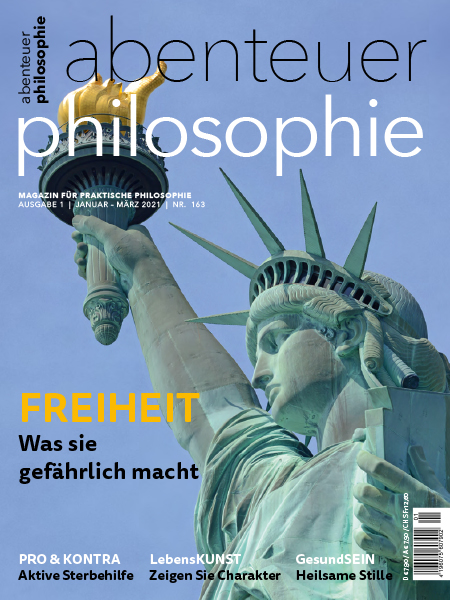 abenteuer
philosophie
abenteuer
philosophie
MAGAZIN FÜR PRAKTISCHE PHILOSOPHIE
AUSGABE 1 | JANUAR – MÄRZ 2021 | NR. 163
FREIHEIT
Was sie
gefährlich macht
PRO & KONTRA
Aktive Sterbehilfe
LebensKUNST
Zeigen Sie Charakter
GesundSEIN
Heilsame Stille
01